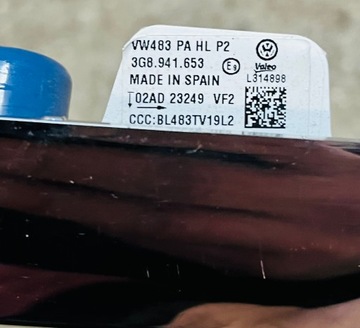 VW483 PA HL P2
3G8.941.653
Valeo
MADE IN SPAIN
L314898
02AD 23249 VF2
CCC:BL483TV19L2